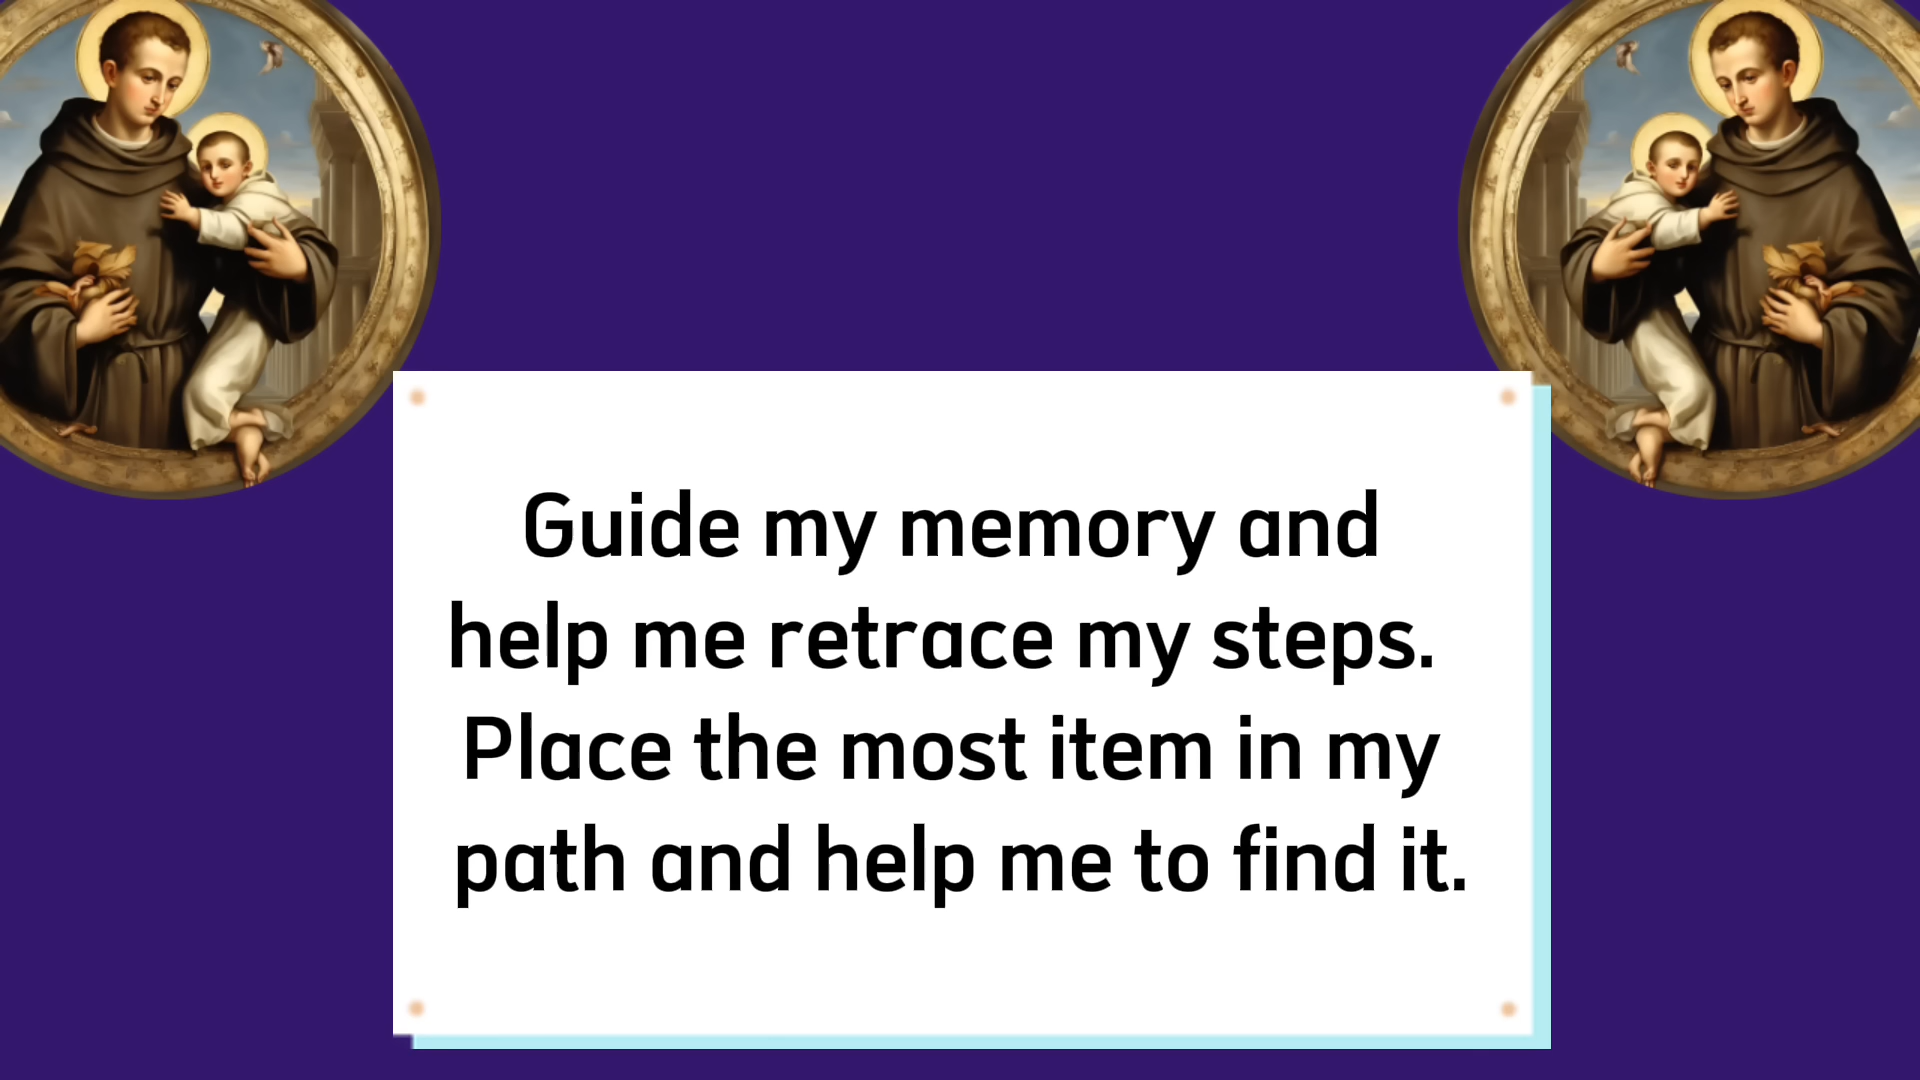 Guide my memory and
help me retrace my steps.
Place the most item in my
path and help me to find it.